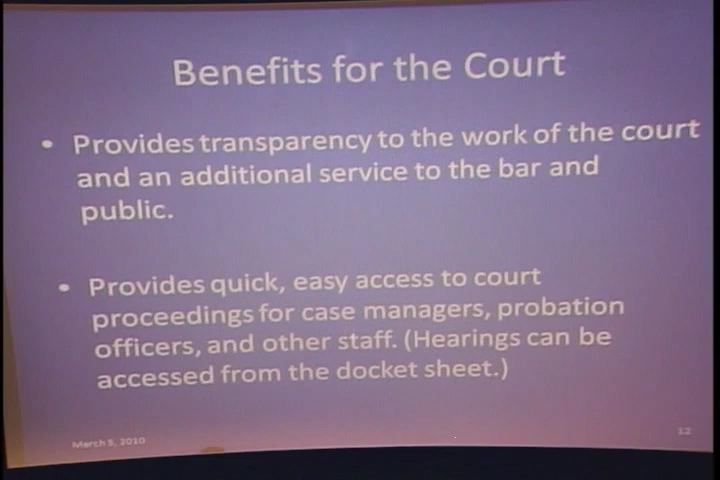 Benefits for the Court
• Provides transparency to the work of the court
and an additional service to the bar and
public.
• Provides quick, easy access to court
proceedings for case managers, probation
officers, and other staff. (Hearings can be
accessed from the docket sheet.)
March 5, 2010
12